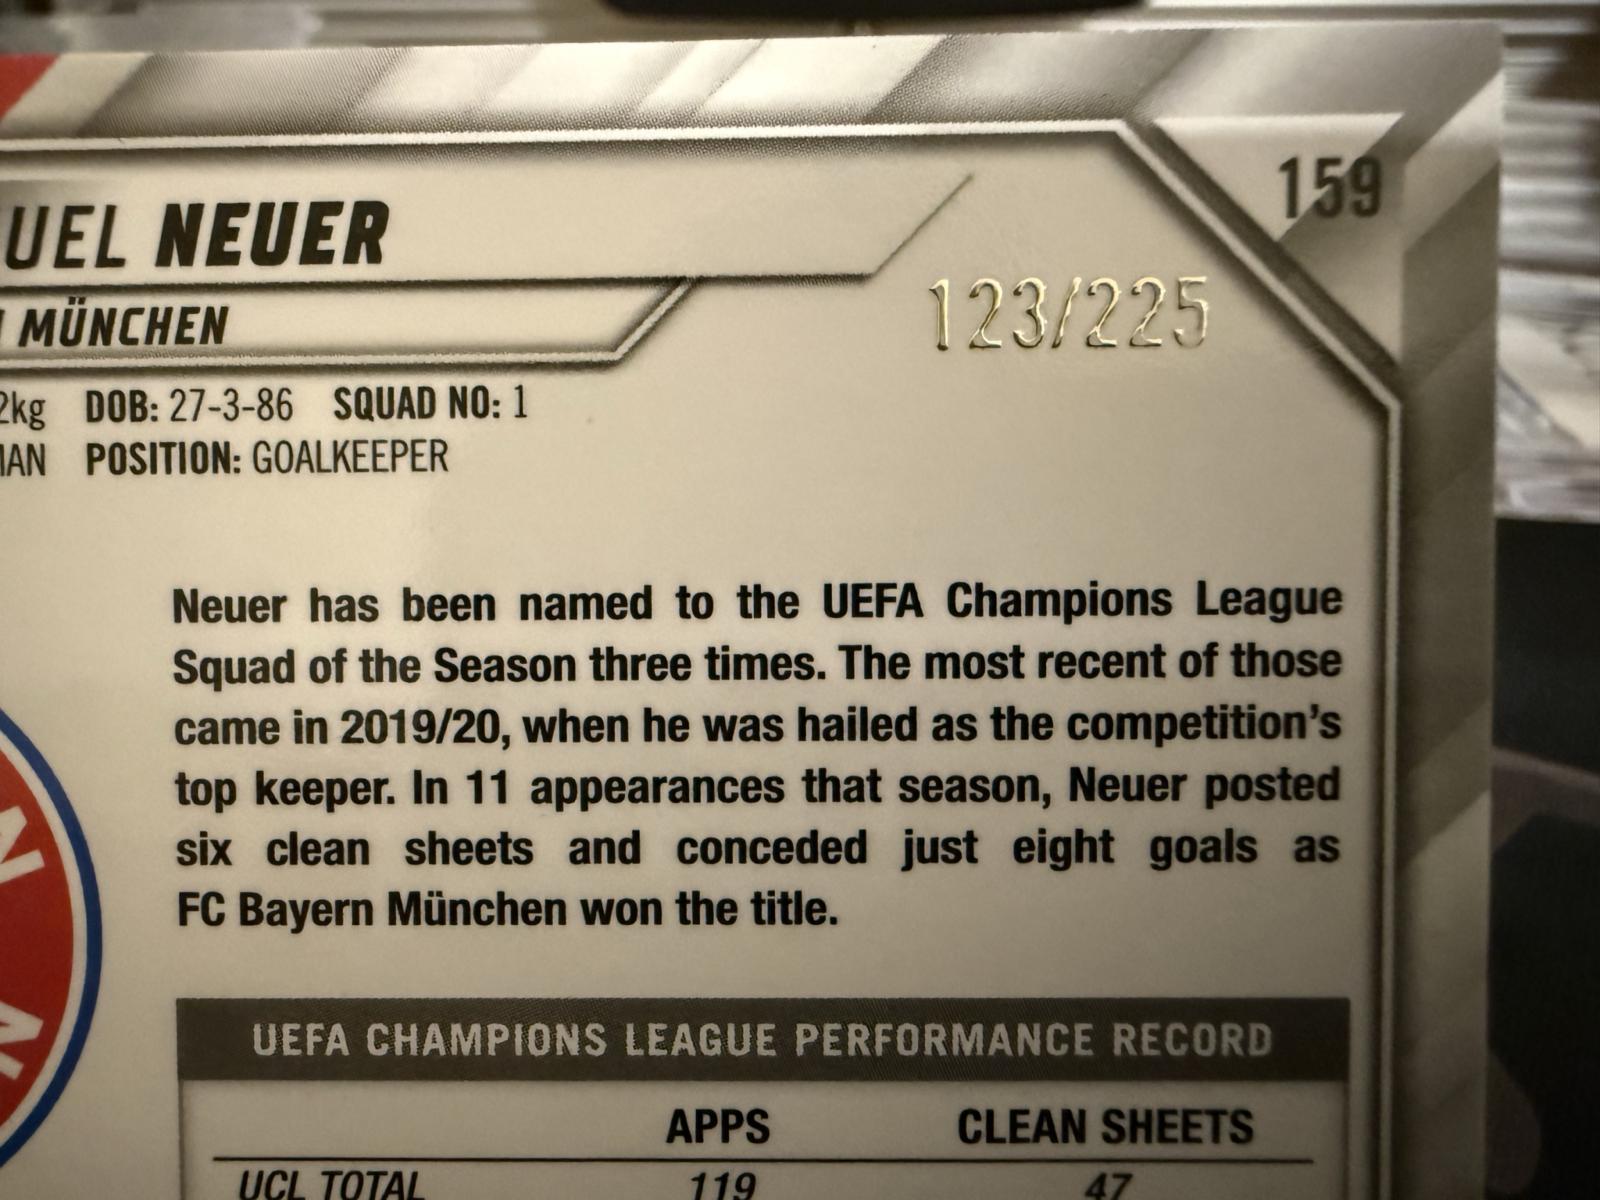 159
UEL NEUER
123/225
MÜNCHEN
2kg DOB: 27-3-86 SQUAD NO: 1
MAN POSITION: GOALKEEPER
Neuer has been named to the UEFA Champions League
Squad of the Season three times. The most recent of those
came in 2019/20, when he was hailed as the competition's
top keeper. In 11 appearances that season, Neuer posted
six clean sheets and conceded just eight goals as
FC Bayern München won the title.
UEFA CHAMPIONS LEAGUE PERFORMANCE RECORD
APPS CLEAN SHEETS
UCL TOTAL 119 47